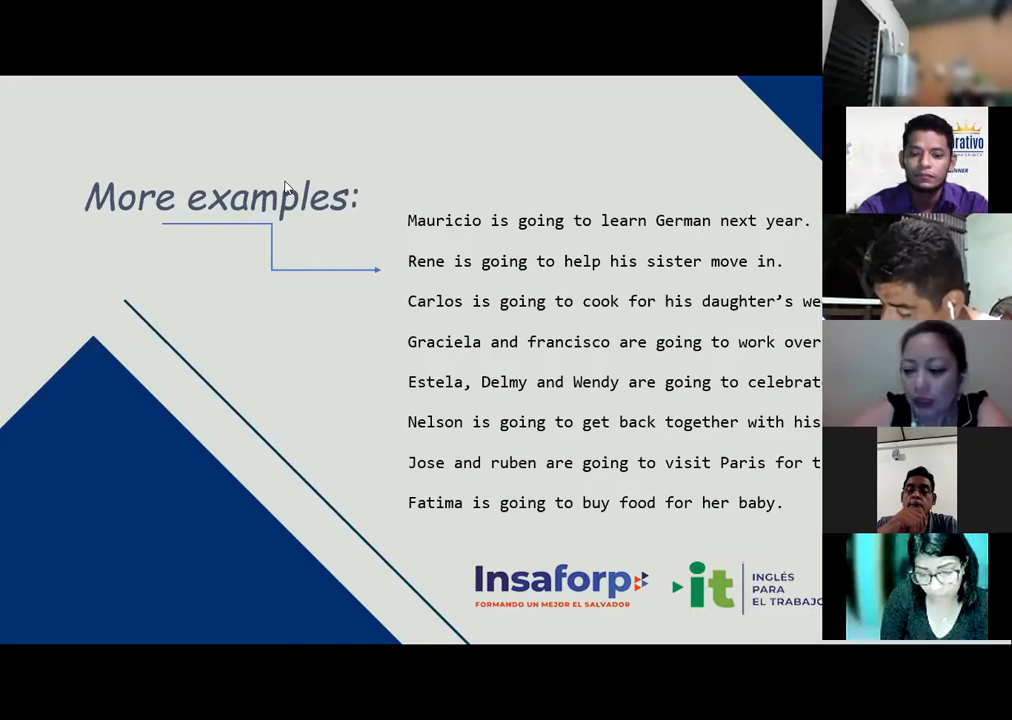 More examples:
Mauricio is going to learn German next year.
Rene is going to help his sister move in.
Carlos is going to cook for his daughter’s
Graciela and francisco are going to work
Estela, Delmy and Wendy are going to
Nelson is going to get back together with his
Jose and ruben are going to visit Paris for
Fatima is going to buy food for her baby.
Insaforp
FORMANDO UN MEJOR EL SALVADOR
it
INGLÉS
PARA
EL TRABAJO